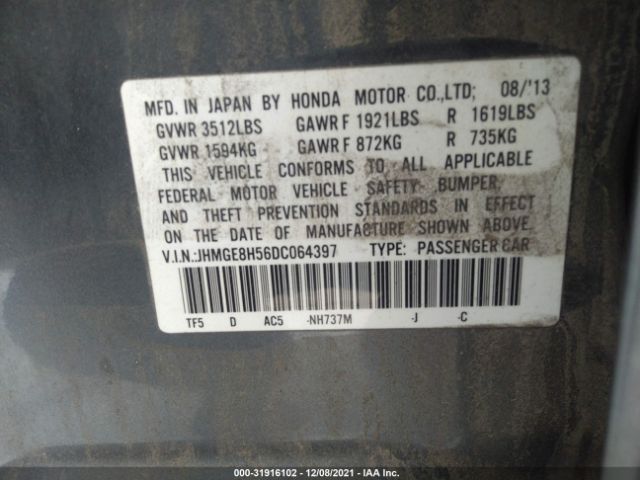 MFD. IN JAPAN BY HONDA MOTOR CO.,LTD; 08/'13
GVWR 3512LBS GAWR F 1921LBS R 1619LBS
GVWR 1594KG GAWR F 872KG R 735KG
THIS VEHICLE CONFORMS TO ALL APPLICABLE
FEDERAL MOTOR VEHICLE SAFETY, BUMPER,
AND THEFT PREVENTION STANDARDS IN EFFECT
ON THE DATE OF MANUFACTURE SHOWN ABOVE.
V.I.N.:JHMGE8H56DC064397 TYPE: PASSENGER CAR
TF5 D AC5 -NH737M -J -C
000-31916102 - 12/08/2021 - IAA Inc.